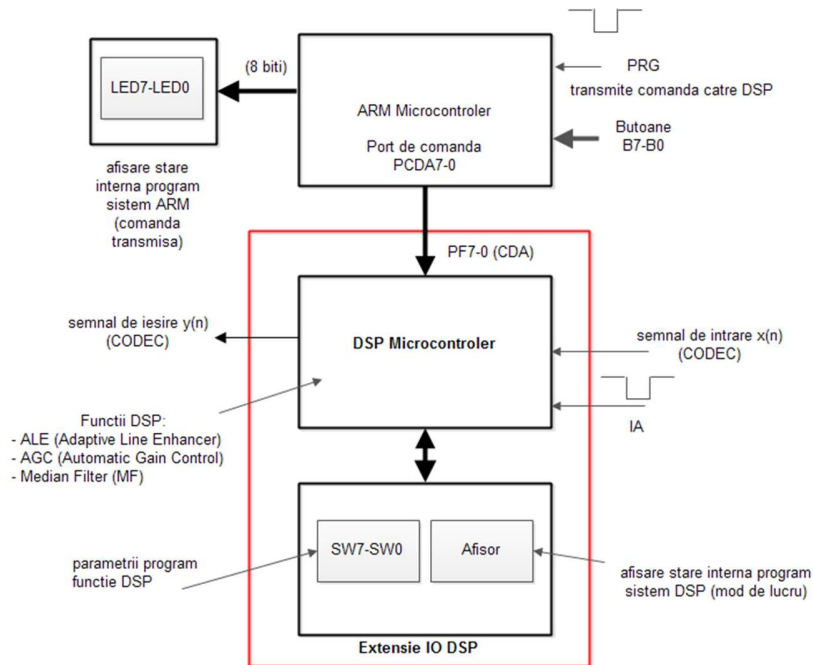 (8 biti)
LED7-LED0
afisare stare
interna program
sistem ARM
(comanda
transmisa)
ARM Microcontroler
Port de comanda
PCDA7-0
PRG
transmite comanda catre DSP
Butoane
B7-B0
PF7-0 (CDA)
semnal de iesire y(n)
(CODEC)
DSP Microcontroler
semnal de intrare x(n)
(CODEC)
IA
Functii DSP:
- ALE (Adaptive Line Enhancer)
- AGC (Automatic Gain Control)
- Median Filter (MF)
parametrii program
functie DSP
SW7-SW0
Afisor
afisare stare interna program
sistem DSP (mod de lucru)
Extensie IO DSP